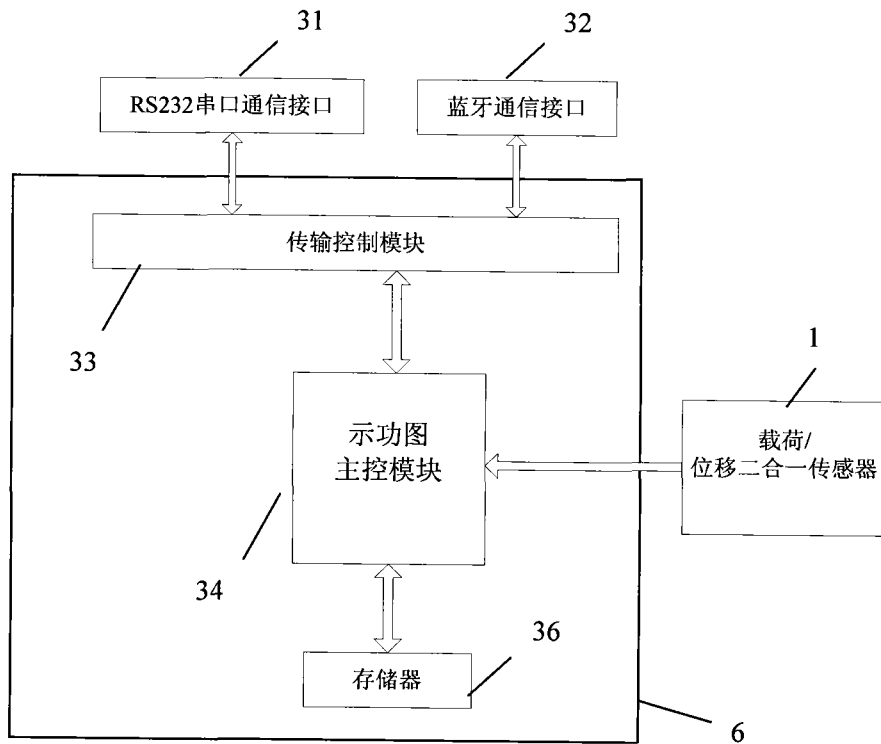 31
32
RS232串口通信接口
蓝牙通信接口
传输控制模块
33
1
示功图
主控模块
载荷/
位移二合一传感器
34
36
存储器
6